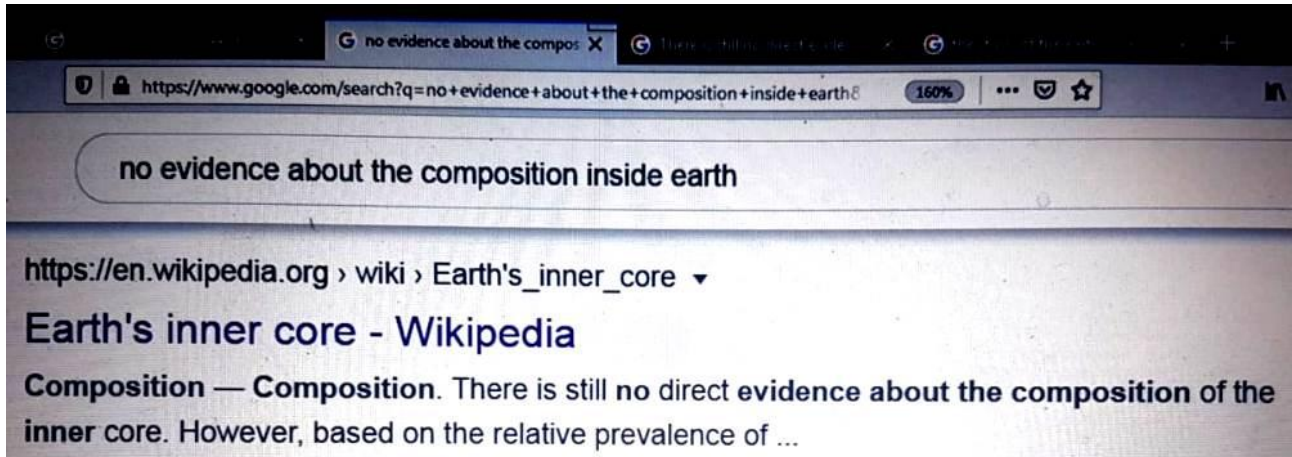 no evidence about the compos
https://www.google.com/search?q=no+evidence+about+the+composition+inside+earth
160%
no evidence about the composition inside earth
https://en.wikipedia.org › wiki › Earth's_inner_core
Earth's inner core - Wikipedia
Composition — Composition. There is still no direct evidence about the composition of the
inner core. However, based on the relative prevalence of ...